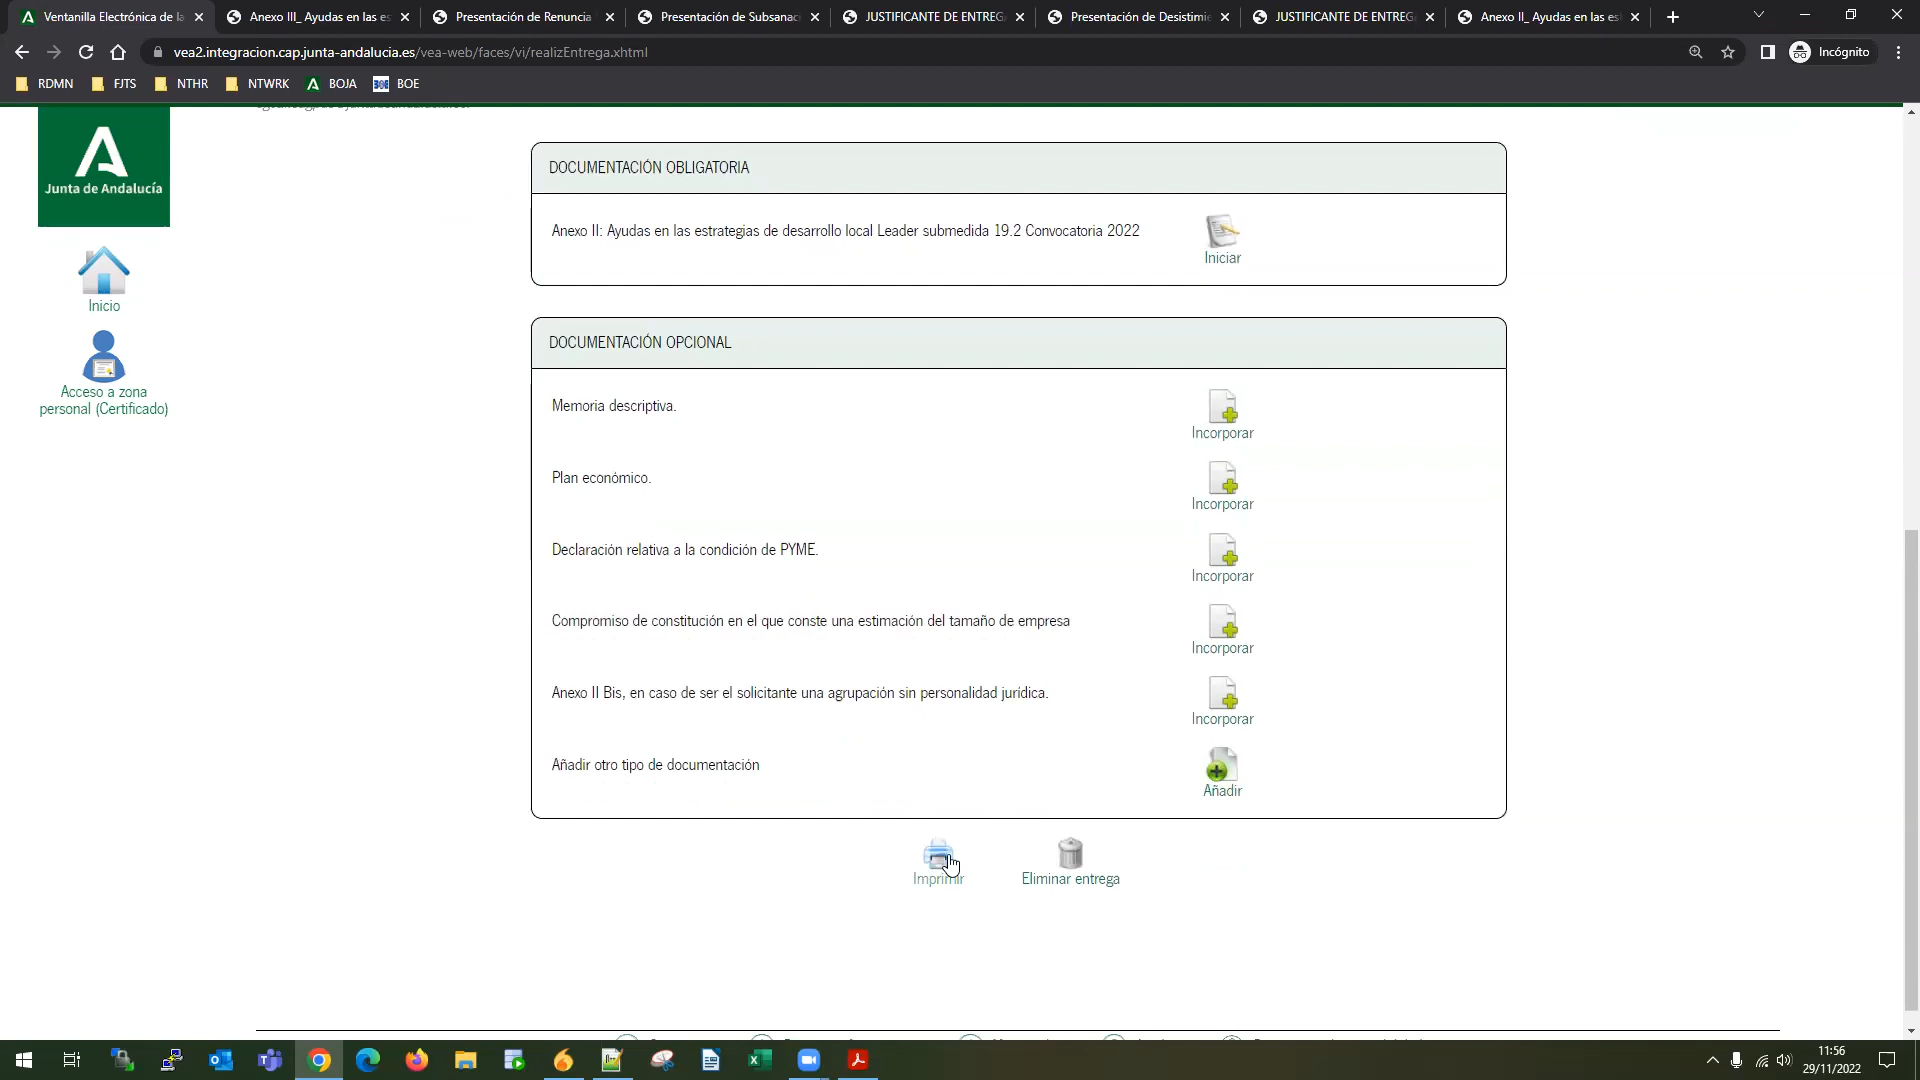 Ventanilla Electrónica de la
Anexo III_ Ayudas en las es
Presentación de Renuncia
Presentación de Subsanac
JUSTIFICANTE DE ENTREG
Presentación de Desistimie
JUSTIFICANTE DE ENTREG
Anexo II_ Ayudas en las es
vea2.integracion.cap.junta-andalucia.es/vea-web/faces/vi/realizEntrega.xhtml
Incógnito
RDMN
FJTS
NTHR
NTWRK
BOJA
BOE
Junta de Andalucía
Inicio
Acceso a zona
personal (Certificado)
DOCUMENTACIÓN OBLIGATORIA
Anexo II: Ayudas en las estrategias de desarrollo local Leader submedida 19.2 Convocatoria 2022
Iniciar
DOCUMENTACIÓN OPCIONAL
Memoria descriptiva.
Incorporar
Plan económico.
Incorporar
Declaración relativa a la condición de PYME.
Incorporar
Compromiso de constitución en el que conste una estimación del tamaño de empresa
Incorporar
Anexo II Bis, en caso de ser el solicitante una agrupación sin personalidad jurídica.
Incorporar
Añadir otro tipo de documentación
Añadir
Imprimir
Eliminar entrega
11:56
29/11/2022